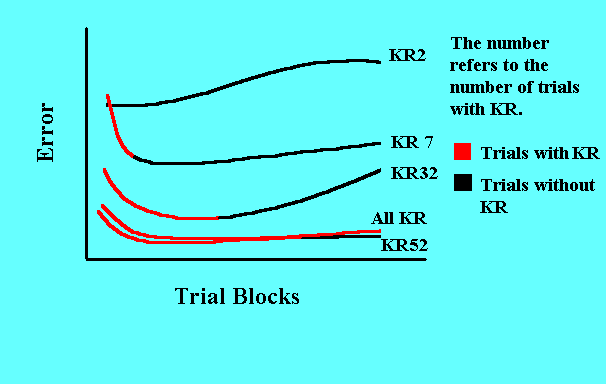 KR2
The number
refers to the
number of trials
with KR.
Error
KR 7
Trials with KR
KR32
Trials without
KR
All KR
KR52
Trial Blocks